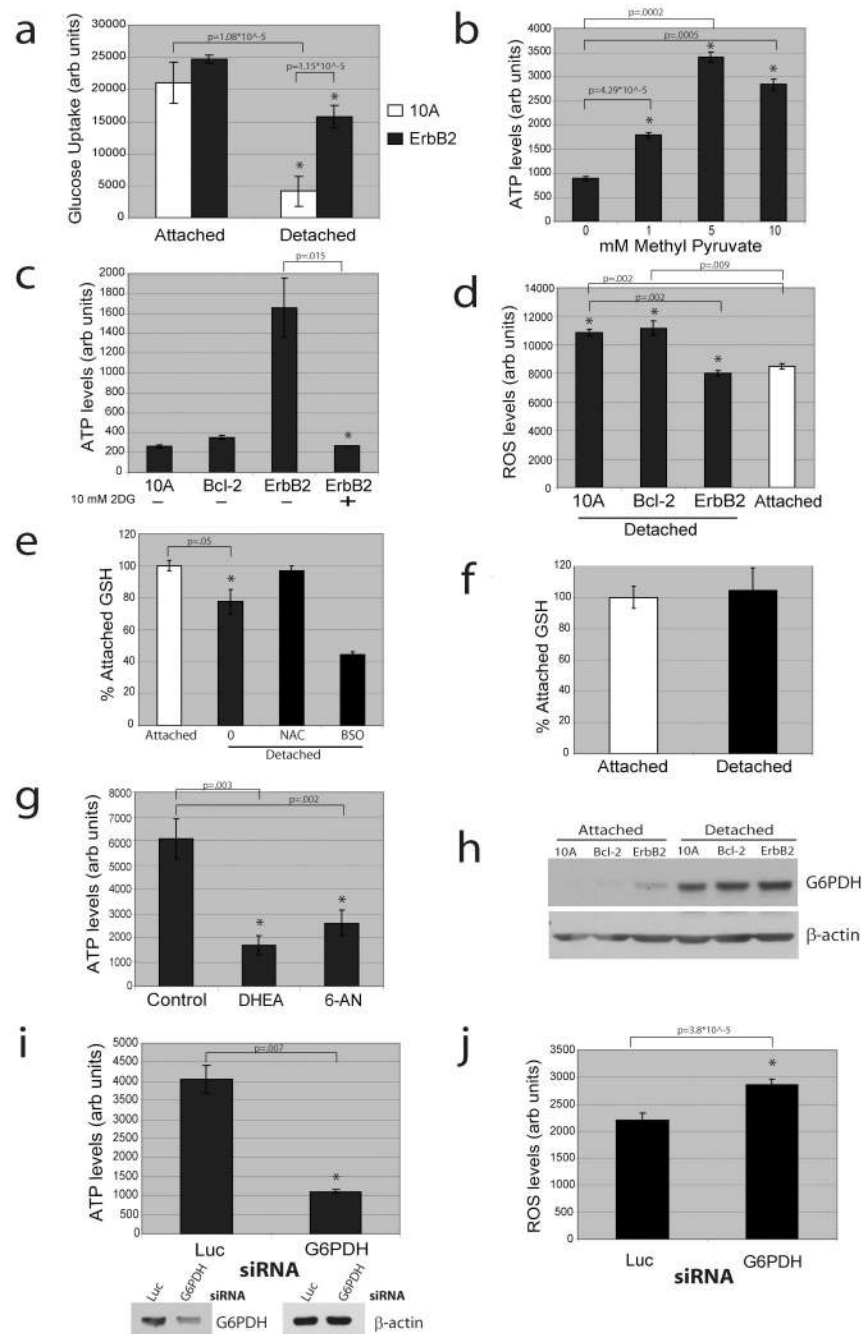 a
p=1.08*10^-5
p=1.15*10^-5
*
*
Glucose Uptake (arb units)
30000
25000
20000
15000
10000
5000
0
Attached
Detached
10A
ErbB2
b
p=.0002
p=.0005
p=4.29*10^-5
*
*
*
ATP levels (arb units)
4000
3500
3000
2500
2000
1500
1000
500
0
0
1
5
10
mM Methyl Pyruvate
c
p=.015
*
ATP levels (arb units)
2000
1800
1600
1400
1200
1000
800
600
400
200
0
10A
Bcl-2
ErbB2
ErbB2
10 mM 2DG
−
−
−
+
d
p=.009
p=.002
p=.002
*
*
*
ROS levels (arb units)
14000
12000
10000
8000
6000
4000
2000
0
10A
Bcl-2
ErbB2
Attached
Detached
e
p=.05
*
% Attached GSH
120
100
80
60
40
20
0
Attached
0
NAC
BSO
Detached
f
% Attached GSH
120
100
80
60
40
20
0
Attached
Detached
g
p=.003
p=.002
*
*
ATP levels (arb units)
8000
7000
6000
5000
4000
3000
2000
1000
0
Control
DHEA
6-AN
h
Attached
Detached
10A
Bcl-2
ErbB2
10A
Bcl-2
ErbB2
G6PDH
β-actin
i
p=.007
*
ATP levels (arb units)
5000
4500
4000
3500
3000
2500
2000
1500
1000
500
0
Luc
G6PDH
siRNA
Luc
G6PDH
siRNA
G6PDH
Luc
G6PDH
siRNA
β-actin
j
p=3.8*10^-5
*
ROS levels (arb units)
3500
3000
2500
2000
1500
1000
500
0
Luc
G6PDH
siRNA